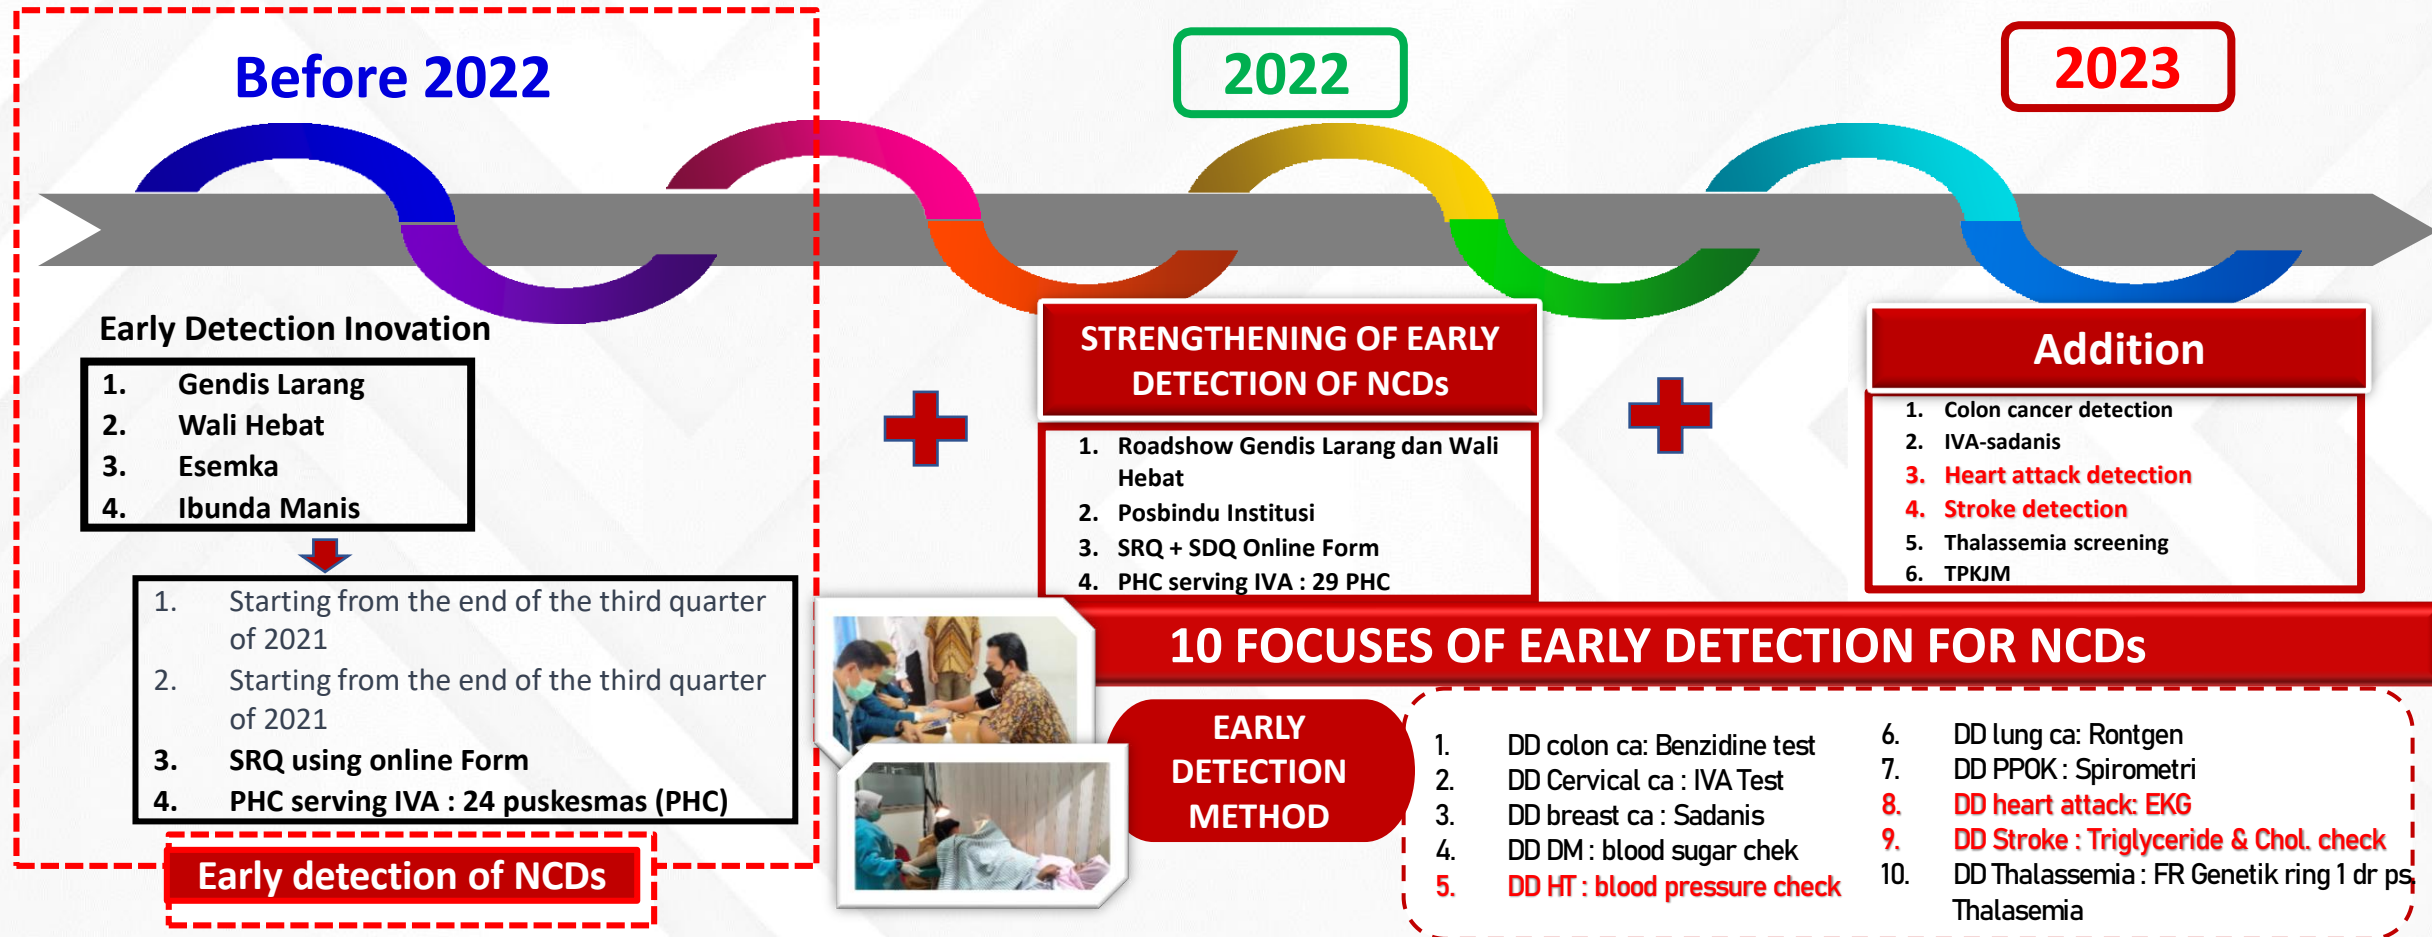 Before 2022
2022
2023
Early Detection Inovation
1. Gendis Larang
2. Wali Hebat
3. Esemka
4. Ibunda Manis
1. Starting from the end of the third quarter
of 2021
2. Starting from the end of the third quarter
of 2021
3. SRQ using online Form
4. PHC serving IVA : 24 puskesmas (PHC)
Early detection of NCDs
STRENGTHENING OF EARLY
DETECTION OF NCDs
1. Roadshow Gendis Larang dan Wali
Hebat
2. Posbindu Institusi
3. SRQ + SDQ Online Form
4. PHC serving IVA : 29 PHC
Addition
1. Colon cancer detection
2. IVA-sadanis
3. Heart attack detection
4. Stroke detection
5. Thalassemia screening
6. TPKJM
10 FOCUSES OF EARLY DETECTION FOR NCDs
EARLY
DETECTION
METHOD
1. DD colon ca: Benzidine test
2. DD Cervical ca : IVA Test
3. DD breast ca : Sadanis
4. DD DM : blood sugar chek
5. DD HT : blood pressure check
6. DD lung ca: Rontgen
7. DD PPOK : Spirometri
8. DD heart attack: EKG
9. DD Stroke : Triglyceride & Chol. check
10. DD Thalassemia : FR Genetik ring 1 dr ps.
Thalasemia